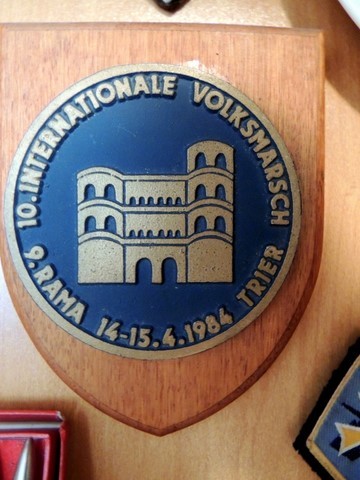 10. INTERNATIONALE VOLKSMARSCH
9. RAMA 14-15.4.1984 TRIER